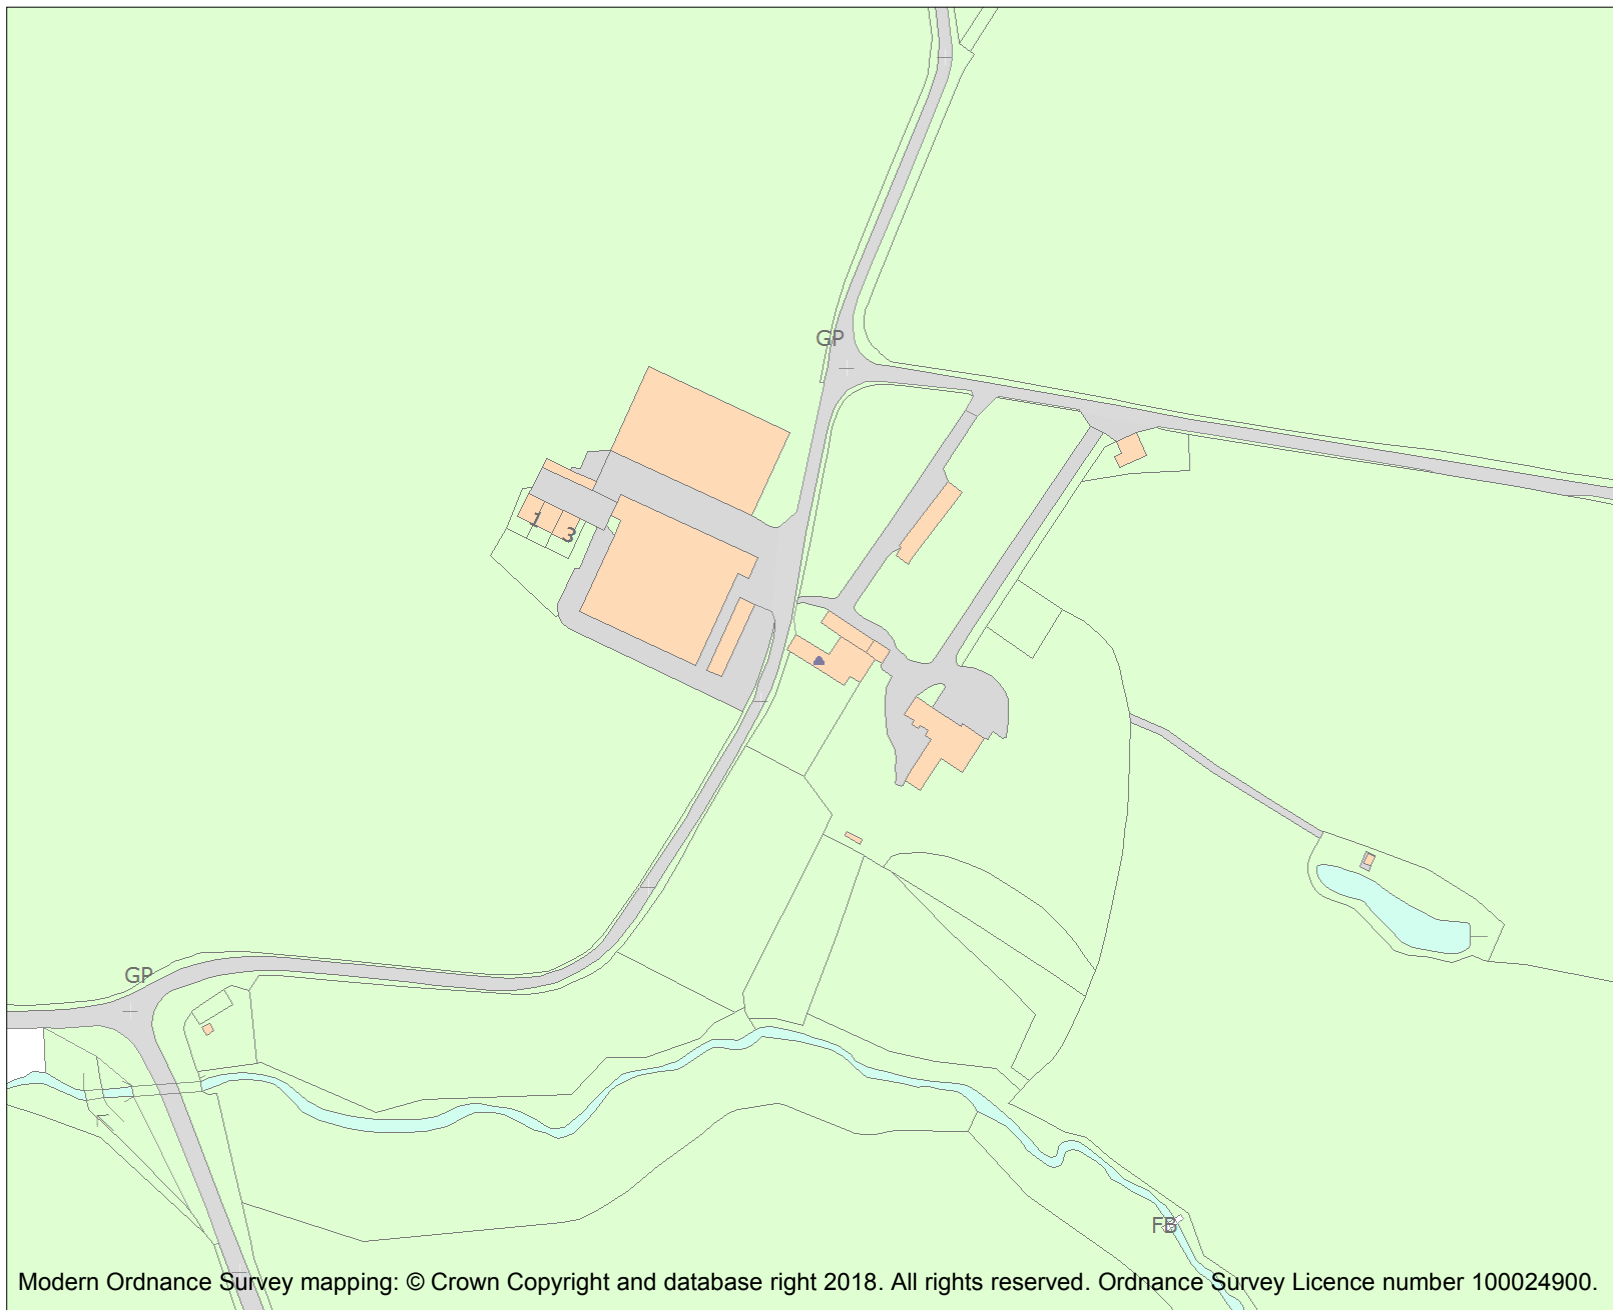 GP
1
3
GP
FB
Modern Ordnance Survey mapping: © Crown Copyright and database right 2018. All rights reserved. Ordnance Survey Licence number 100024900.